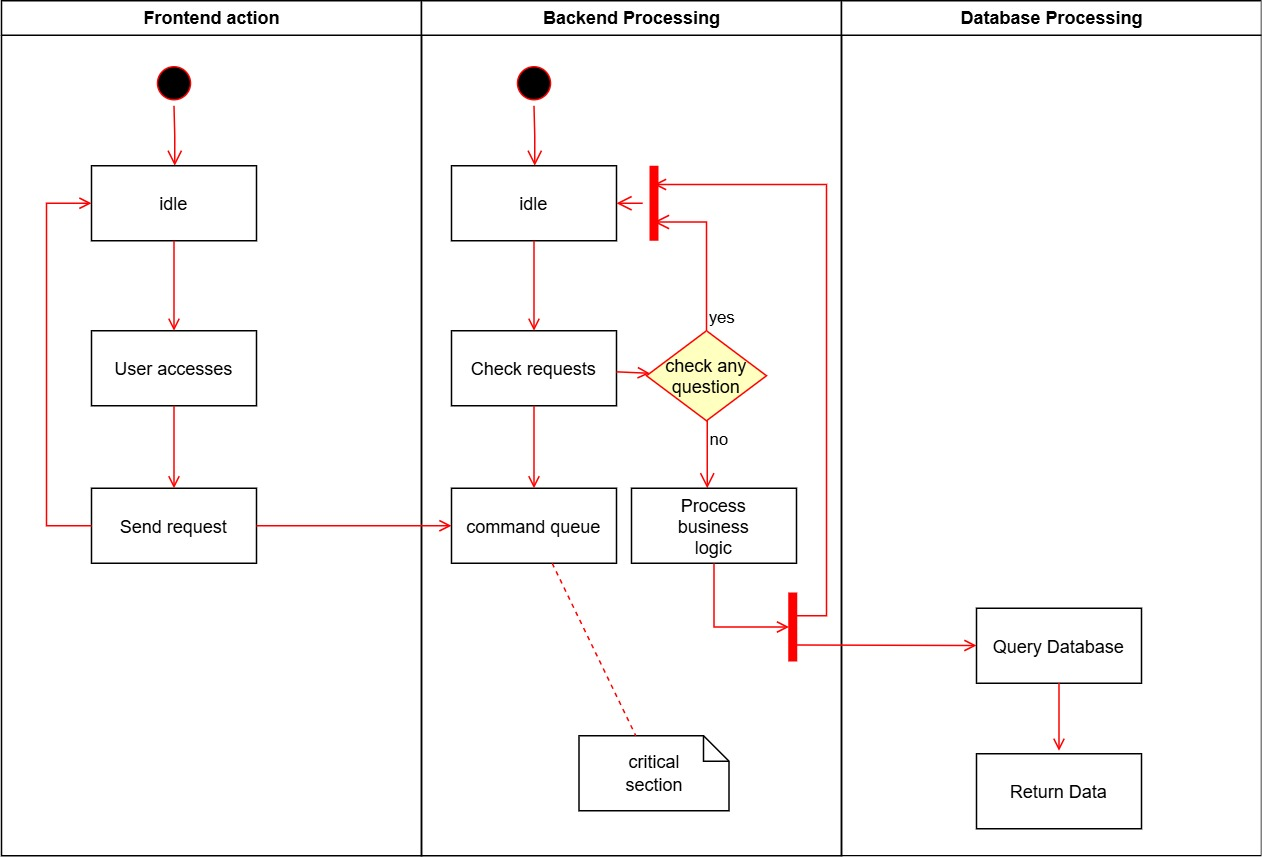 Frontend action
Backend Processing
Database Processing
idle
User accesses
Send request
idle
Check requests
command queue
yes
check any
question
no
Process
business
logic
critical
section
Query Database
Return Data